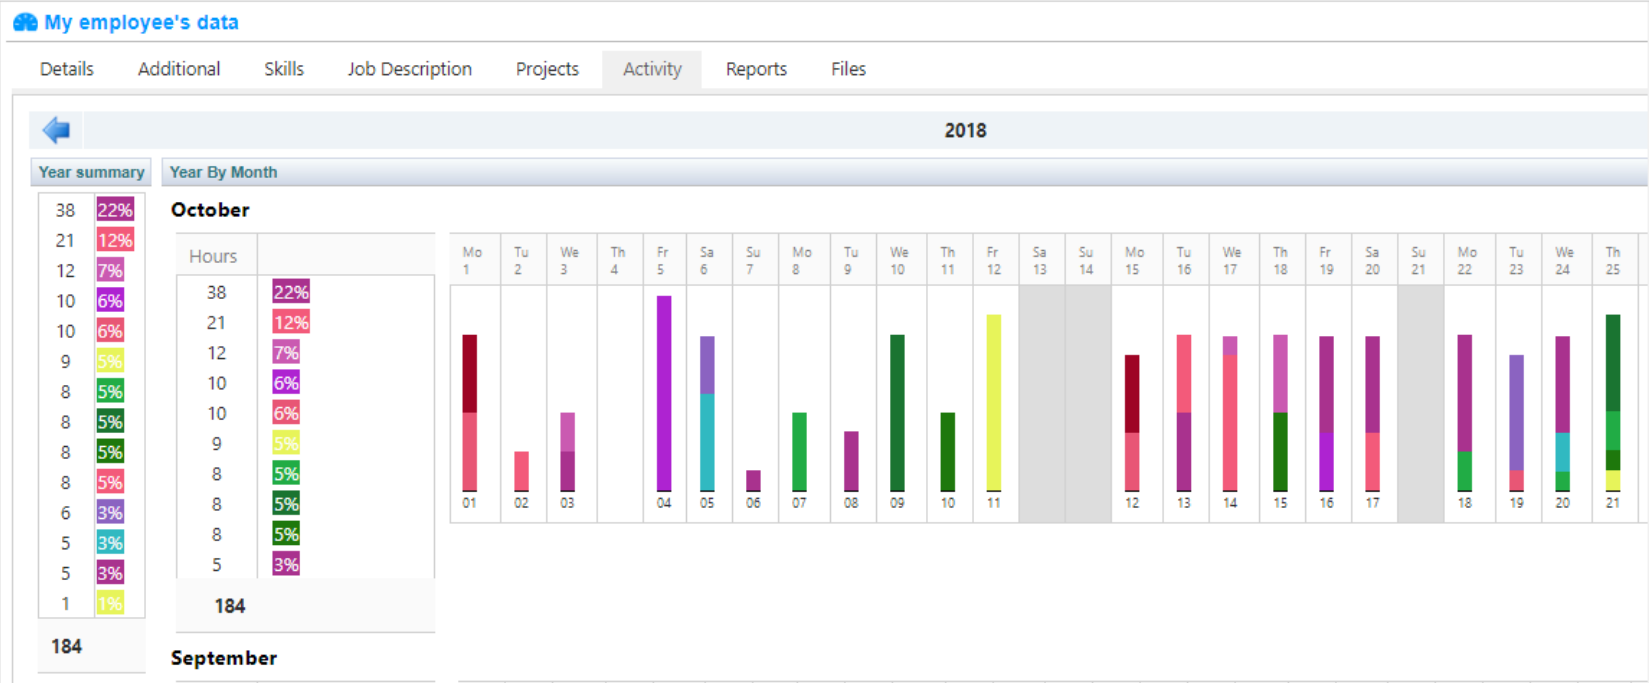 My employee's data
Details Additional Skills Job Description Projects Activity Reports Files
2018
Year summary
38 22%
21 12%
12 7%
10 6%
10 6%
9 5%
8 5%
8 5%
8 5%
8 5%
6 3%
5 3%
5 3%
1 1%
184
Year By Month
October
Hours
38 22%
21 12%
12 7%
10 6%
10 6%
9 5%
8 5%
8 5%
8 5%
5 3%
184
Mo Tu We Th Fr Sa Su Mo Tu We Th Fr Sa Su Mo Tu We Th Fr Sa Su Mo Tu We Th
1 2 3 4 5 6 7 8 9 10 11 12 13 14 15 16 17 18 19 20 21 22 23 24 25
01 02 03 04 05 06 07 08 09 10 11 12 13 14 15 16 17 18 19 20 21
September